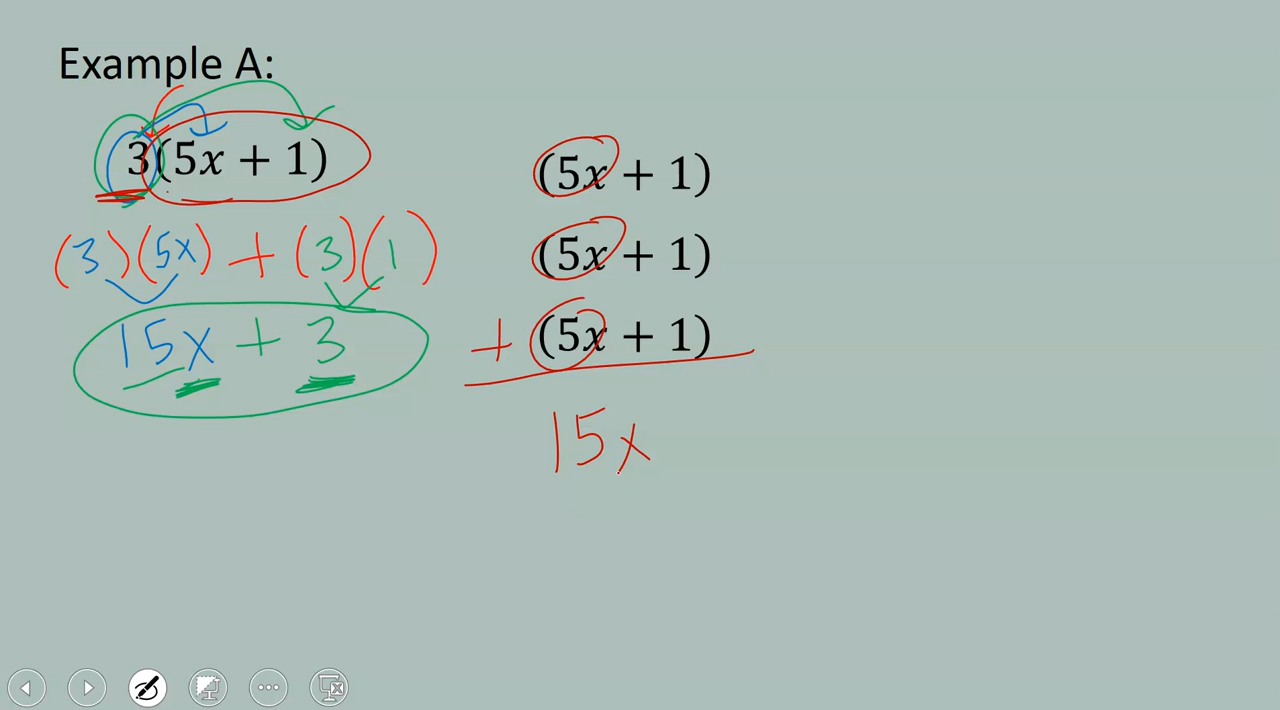 Example A:
3(5x + 1)
(3)(5x) + (3)(1)
15x + 3
(5x + 1)
(5x + 1)
+ (5x + 1)
15x